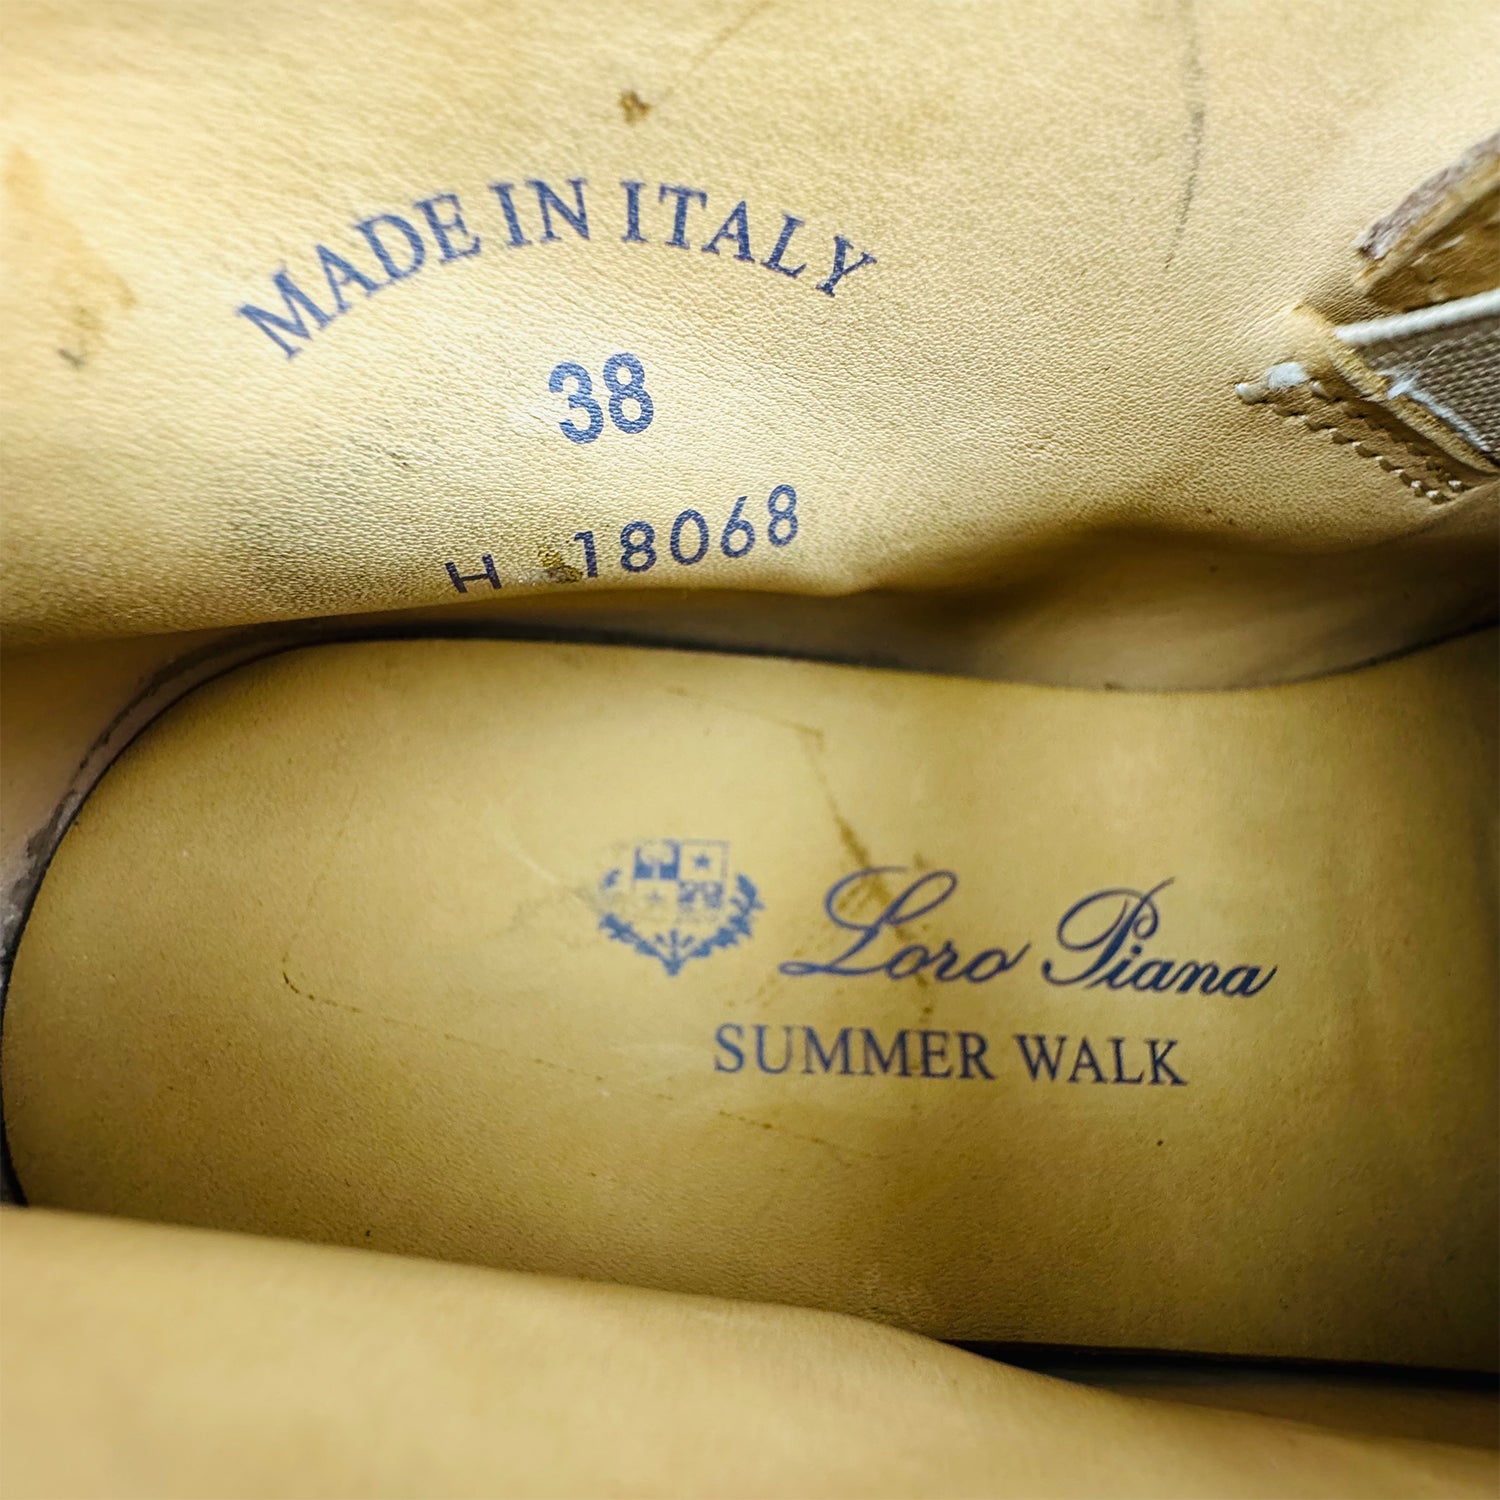 MADE IN ITALY
38
H 18068
Loro Piana
SUMMER WALK